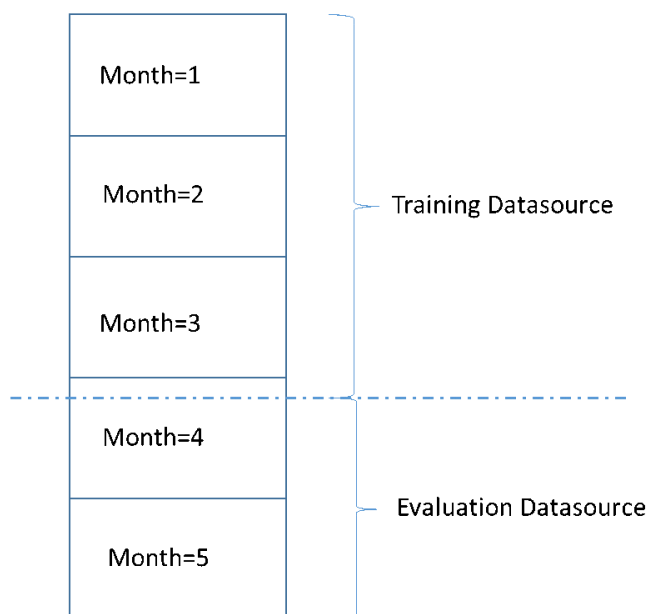 Month=1
Month=2
Training Datasource
Month=3
Month=4
Evaluation Datasource
Month=5